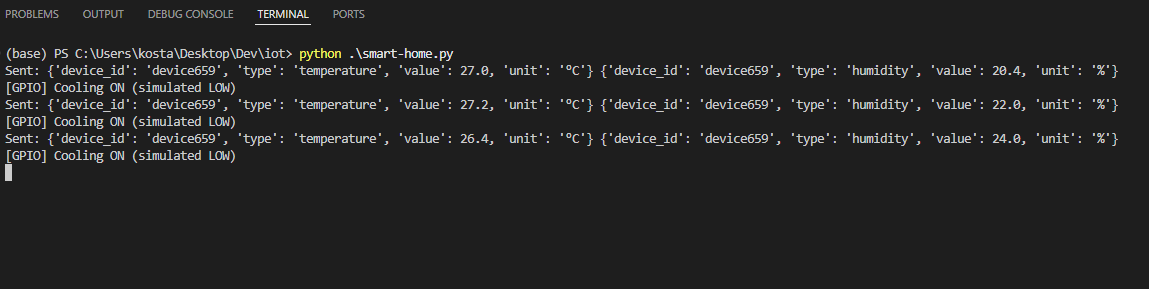 PROBLEMS OUTPUT DEBUG CONSOLE TERMINAL PORTS
(base) PS C:\Users\kosta\Desktop\Dev\iot> python .\smart-home.py
Sent: {'device_id': 'device659', 'type': 'temperature', 'value': 27.0, 'unit': 'ºC'} {'device_id': 'device659', 'type': 'humidity', 'value': 20.4, 'unit': '%'}
[GPIO] Cooling ON (simulated LOW)
Sent: {'device_id': 'device659', 'type': 'temperature', 'value': 27.2, 'unit': 'ºC'} {'device_id': 'device659', 'type': 'humidity', 'value': 22.0, 'unit': '%'}
[GPIO] Cooling ON (simulated LOW)
Sent: {'device_id': 'device659', 'type': 'temperature', 'value': 26.4, 'unit': 'ºC'} {'device_id': 'device659', 'type': 'humidity', 'value': 24.0, 'unit': '%'}
[GPIO] Cooling ON (simulated LOW)